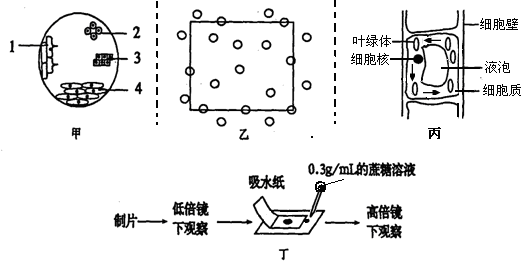 1
2
3
4
甲
乙
细胞壁
叶绿体
细胞核
液泡
细胞质
丙
吸水纸
0.3g/mL的蔗糖溶液
制片
低倍镜
下观察
高倍镜
下观察
丁